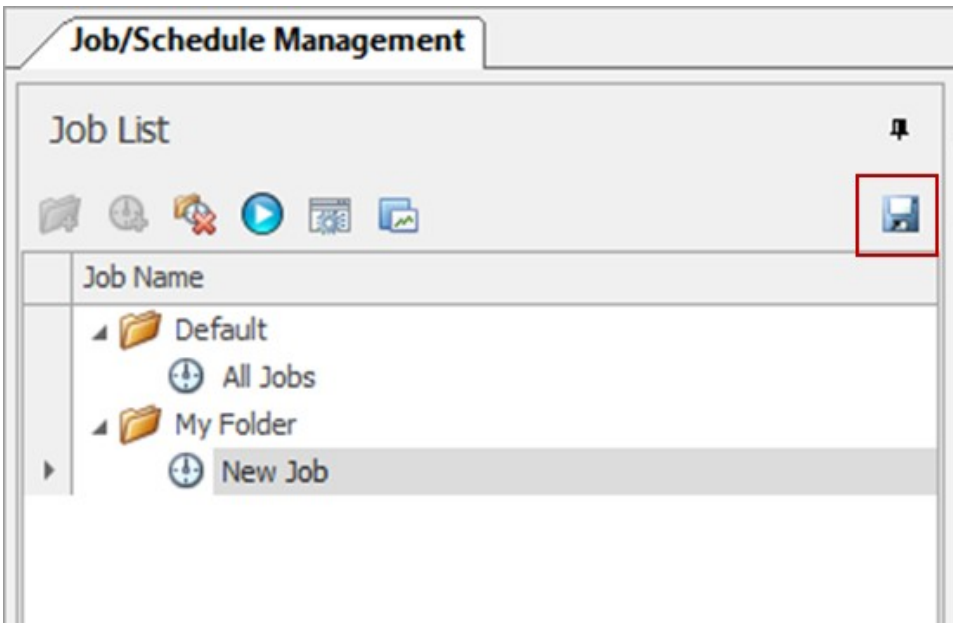 Job/Schedule Management
Job List
Job Name
Default
All Jobs
My Folder
New Job